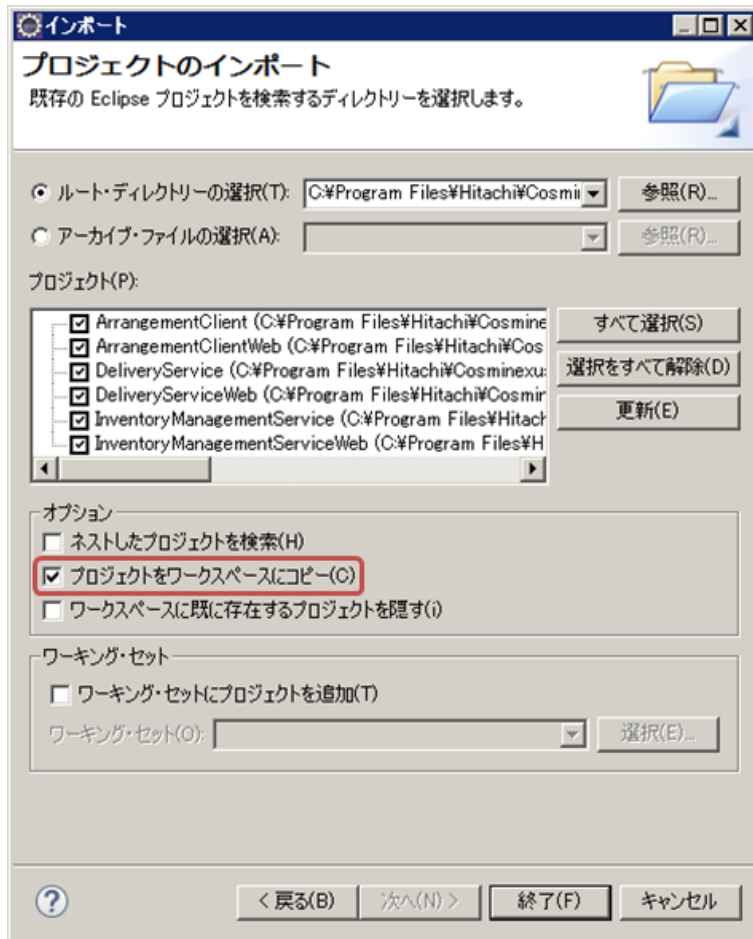 インポート
プロジェクトのインポート
既存の Eclipse プロジェクトを検索するディレクトリーを選択します。
ルート・ディレクトリーの選択(T): C:¥Program Files¥Hitachi¥Cosmin 参照(R)...
アーカイブ・ファイルの選択(A): 参照(R)...
プロジェクト(P):
ArrangementClient (C:¥Program Files¥Hitachi¥Cosmine すべて選択(S)
ArrangementClientWeb (C:¥Program Files¥Hitachi¥Cos
DeliveryService (C:¥Program Files¥Hitachi¥Cosminexu 選択をすべて解除(D)
DeliveryServiceWeb (C:¥Program Files¥Hitachi¥Cosmin
InventoryManagementService (C:¥Program Files¥Hitach 更新(E)
InventoryManagementServiceWeb (C:¥Program Files¥H
オプション
ネストしたプロジェクトを検索(H)
プロジェクトをワークスペースにコピー(C)
ワークスペースに既に存在するプロジェクトを隠す(i)
ワーキング・セット
ワーキング・セットにプロジェクトを追加(T)
ワーキング・セット(O): 選択(E)...
? < 戻る(B) 次へ(N) > 終了(F) キャンセル